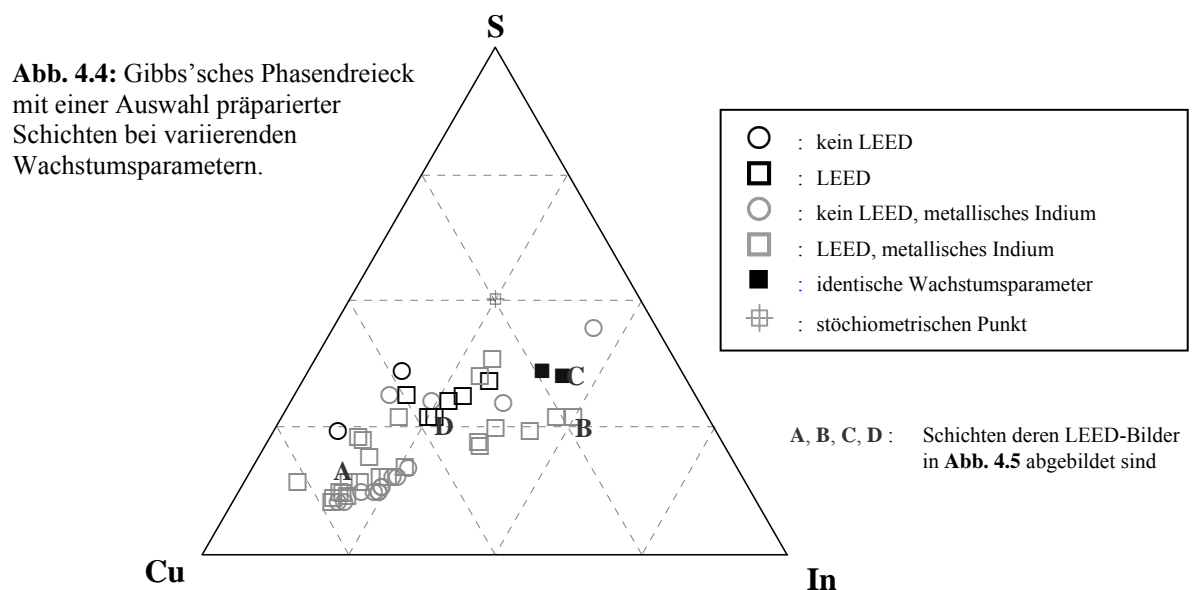 S
Abb. 4.4: Gibbs'sches Phasendreieck
mit einer Auswahl präparierter
Schichten bei variierenden
Wachstumsparametern.
: kein LEED
: LEED
: kein LEED, metallisches Indium
: LEED, metallisches Indium
: identische Wachstumsparameter
: stöchiometrischen Punkt
C
D
B
A
A, B, C, D : Schichten deren LEED-Bilder
in Abb. 4.5 abgebildet sind
Cu
In